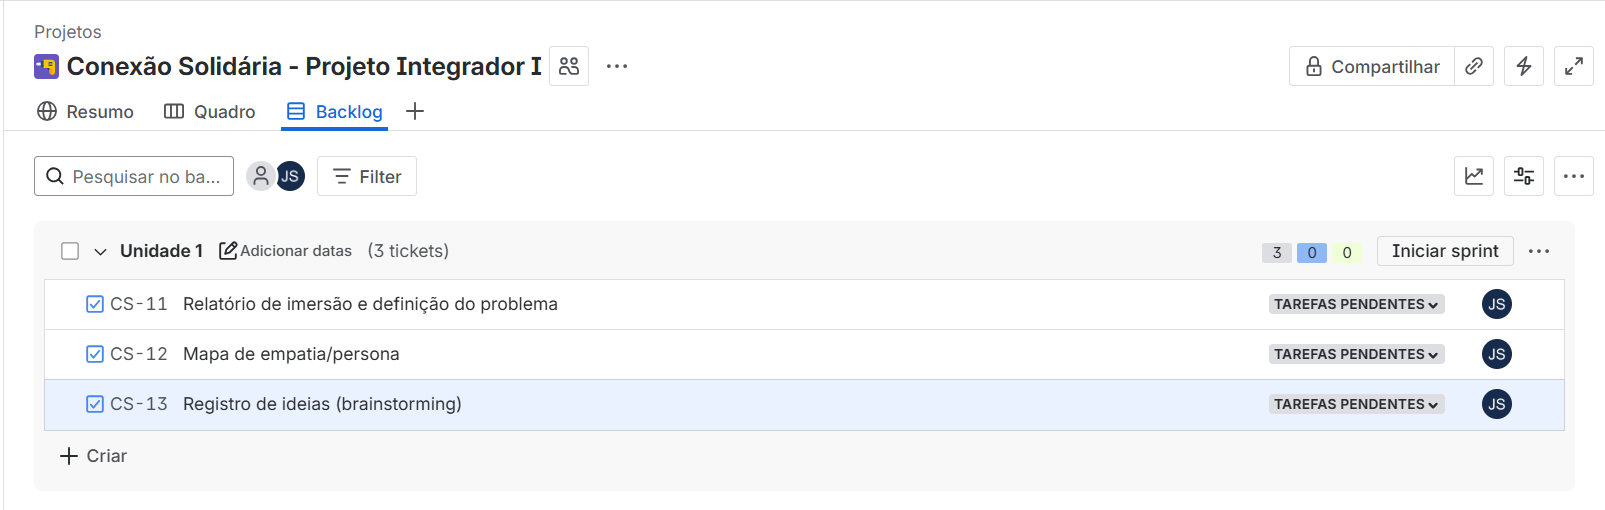 Projetos
Conexão Solidária - Projeto Integrador I
Compartilhar
Resumo Quadro Backlog
Pesquisar no ba... JS Filter
Unidade 1 Adicionar datas (3 tickets) 3 0 0 Iniciar sprint
CS-11 Relatório de imersão e definição do problema TAREFAS PENDENTES JS
CS-12 Mapa de empatia/persona TAREFAS PENDENTES JS
CS-13 Registro de ideias (brainstorming) TAREFAS PENDENTES JS
Criar